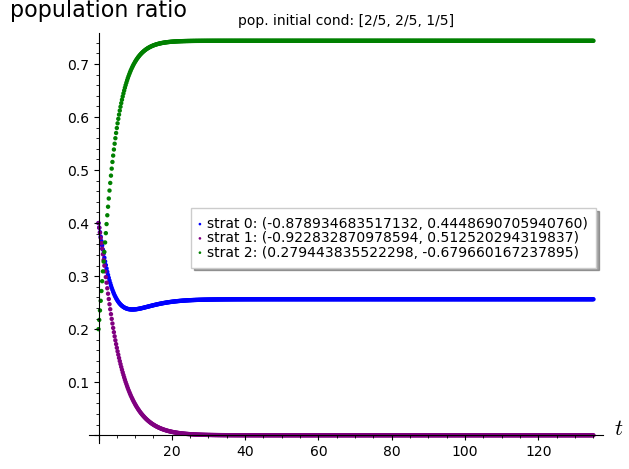 population ratio
pop. initial cond: [2/5, 2/5, 1/5]
0.7
0.6
0.5
0.4
0.3
0.2
0.1
strat 0: (-0.878934683517132, 0.4448690705940760)
strat 1: (-0.922832870978594, 0.512520294319837)
strat 2: (0.279443835522298, -0.679660167237895)
20 40 60 80 100 120
t